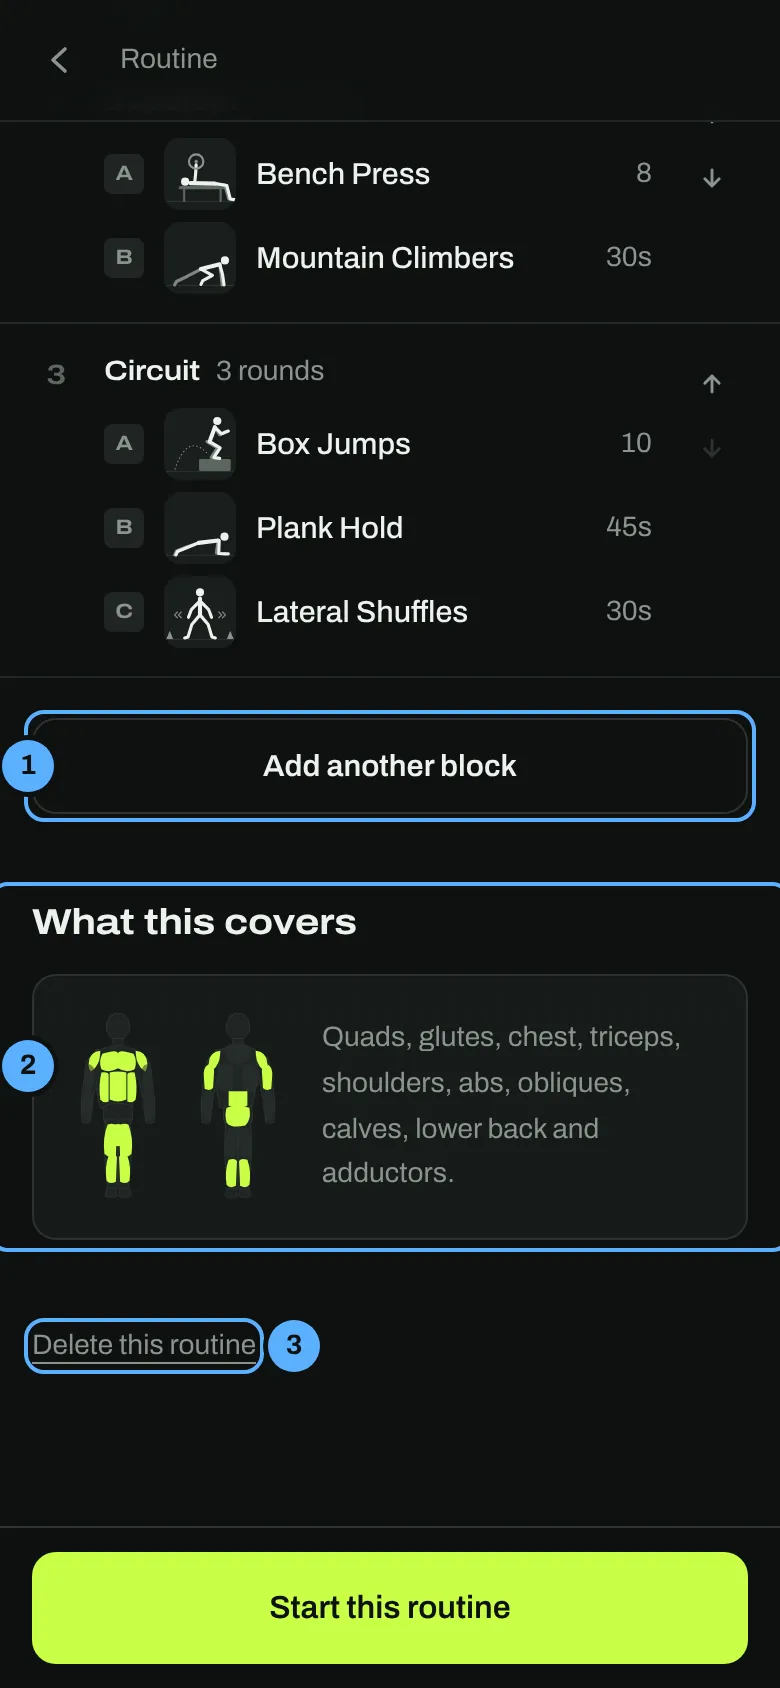 Routine
A Bench Press 8
B Mountain Climbers 30s
3 Circuit 3 rounds
A Box Jumps 10
B Plank Hold 45s
C Lateral Shuffles 30s
1 Add another block
What this covers
2
Quads, glutes, chest, triceps,
shoulders, abs, obliques,
calves, lower back and
adductors.
Delete this routine 3
Start this routine